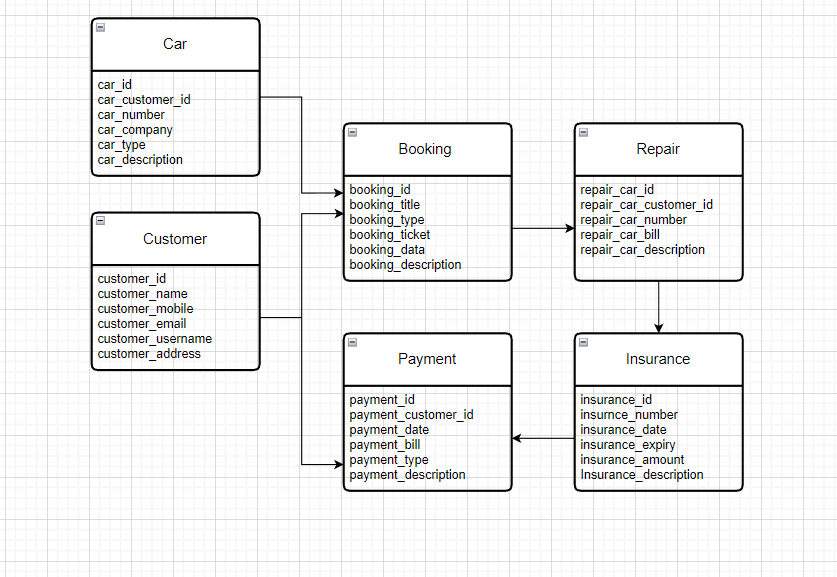 Car
car_id
car_customer_id
car_number
car_company
car_type
car_description
Customer
customer_id
customer_name
customer_mobile
customer_email
customer_username
customer_address
Booking
booking_id
booking_title
booking_type
booking_ticket
booking_data
booking_description
Repair
repair_car_id
repair_car_customer_id
repair_car_number
repair_car_bill
repair_car_description
Payment
payment_id
payment_customer_id
payment_date
payment_bill
payment_type
payment_description
Insurance
insurance_id
insurnce_number
insurance_date
insurance_expiry
insurance_amount
Insurance_description